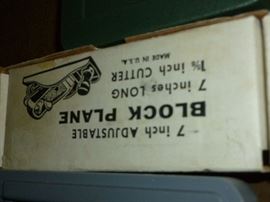 7 inch ADJUSTABLE
BLOCK PLANE
7 inches LONG
1⅝ inch CUTTER
MADE IN U.S.A.